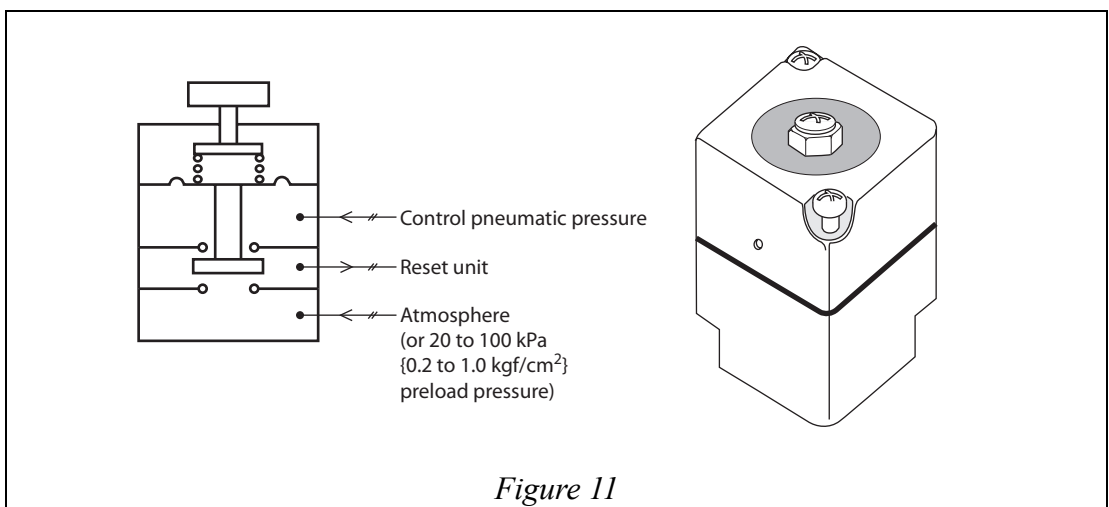 Control pneumatic pressure
Reset unit
Atmosphere
(or 20 to 100 kPa
{0.2 to 1.0 kgf/cm²}
preload pressure)
Figure 11